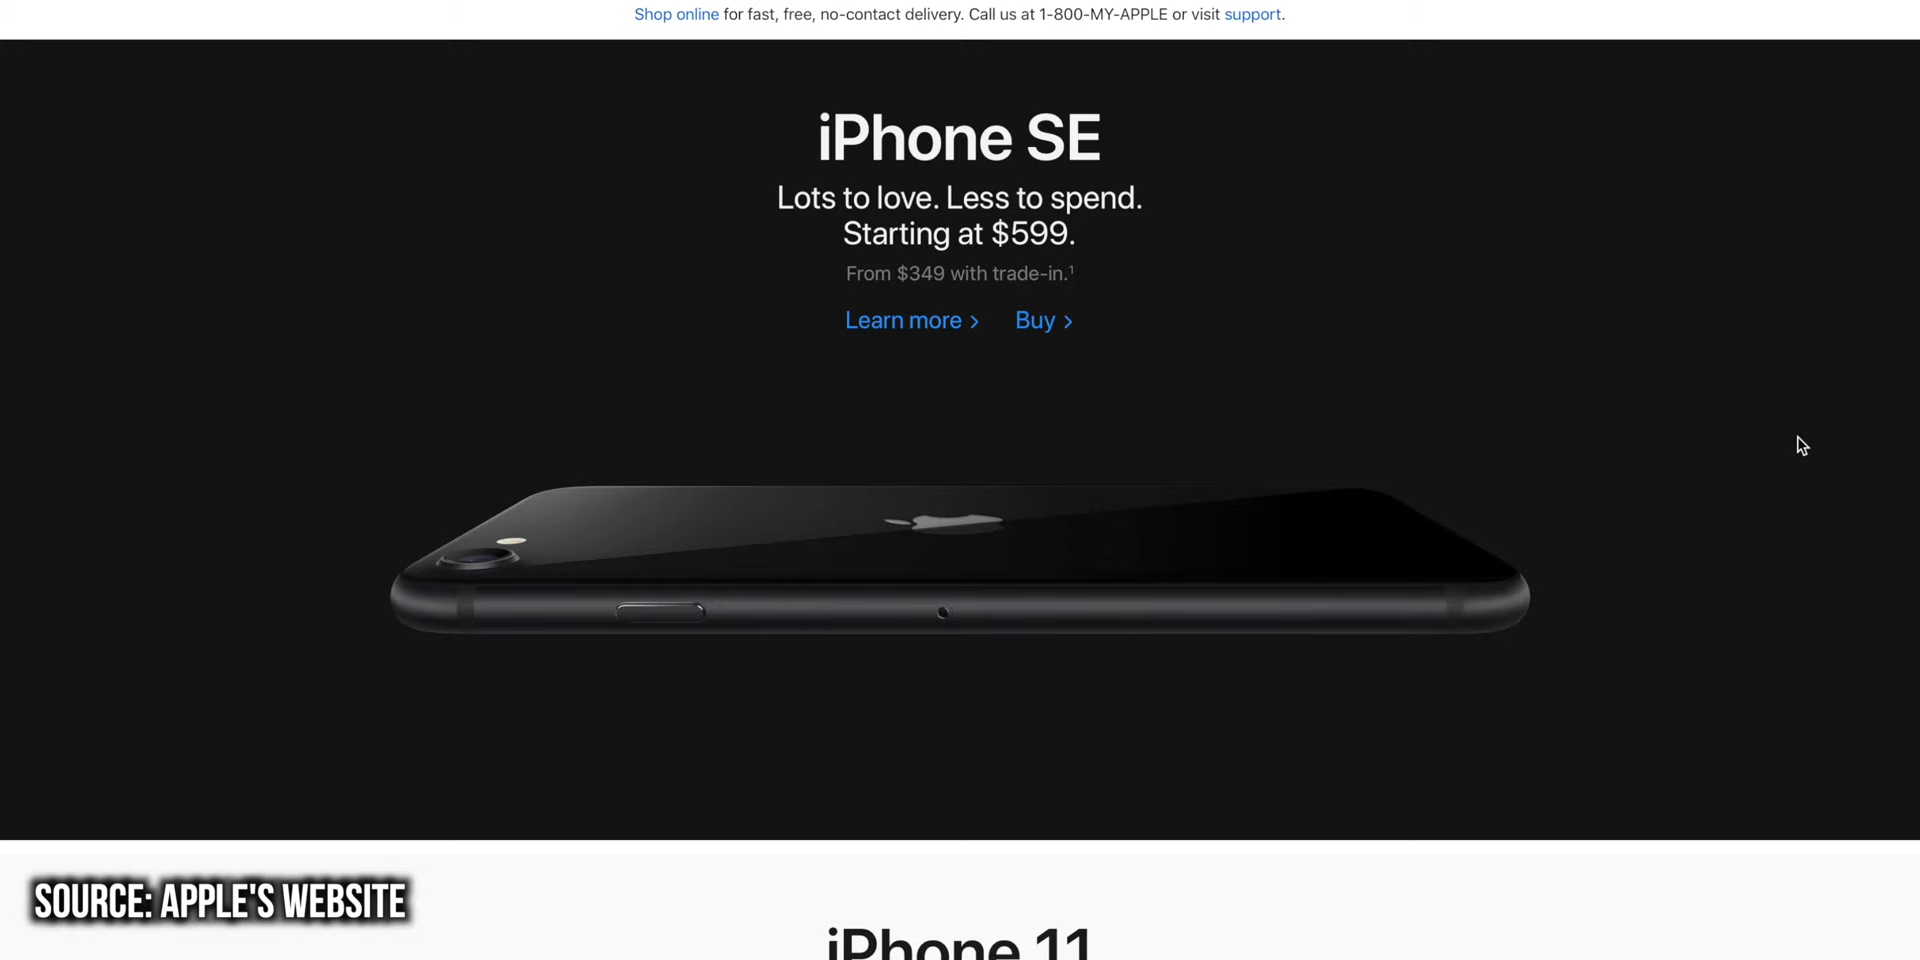 Shop online for fast, free, no-contact delivery. Call us at 1-800-MY-APPLE or visit support.
iPhone SE
Lots to love. Less to spend.
Starting at $599.
From $349 with trade-in.¹
Learn more > Buy >
SOURCE: APPLE'S WEBSITE
iPhone 11